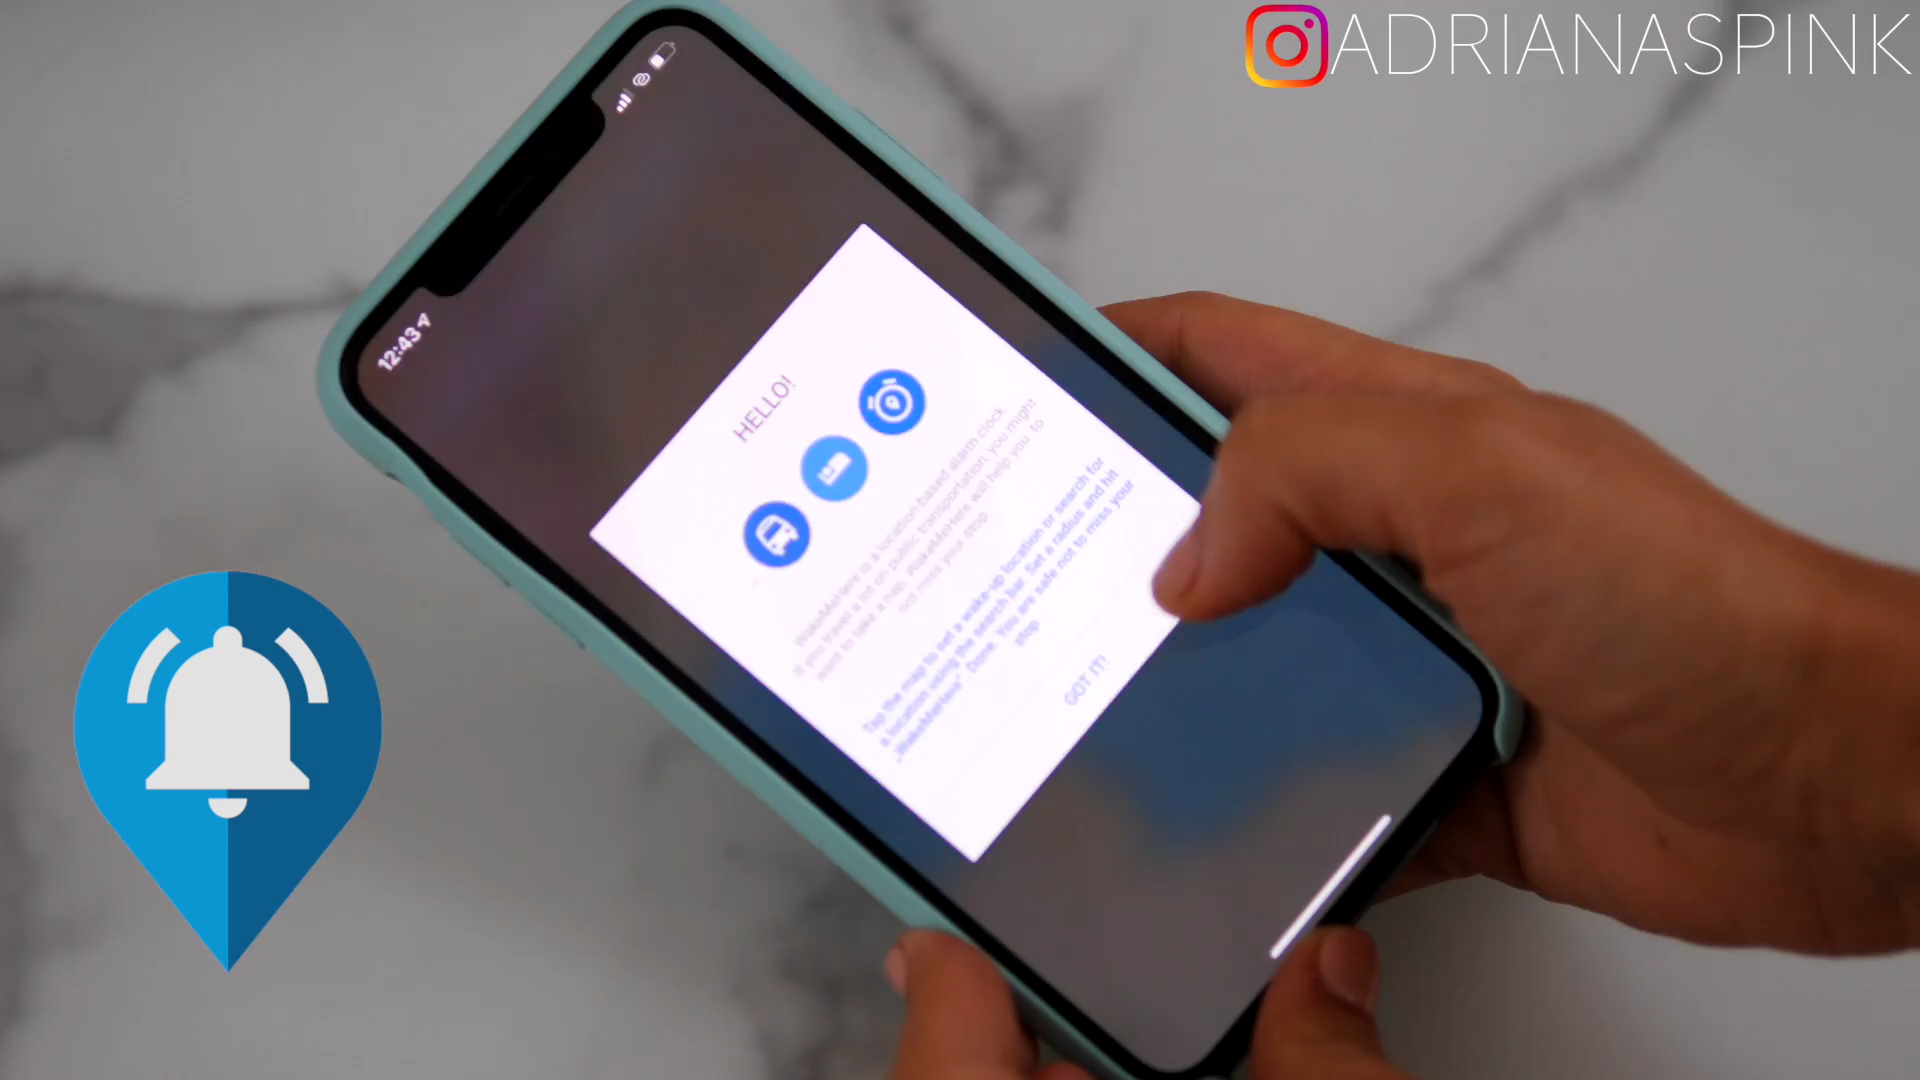 ADRIANASPINK
12:43
HELLO!
WakeMeHere is a location-based alarm clock
If you travel a lot on public transportation, you might
want to take a nap. WakeMeHere will help you to
not miss your stop
Tap the map to set a wake-up location or search for
a location using the search bar. Set a radius and hit
„WakeMeHere". Done. You are safe not to miss your
stop
GOT IT!